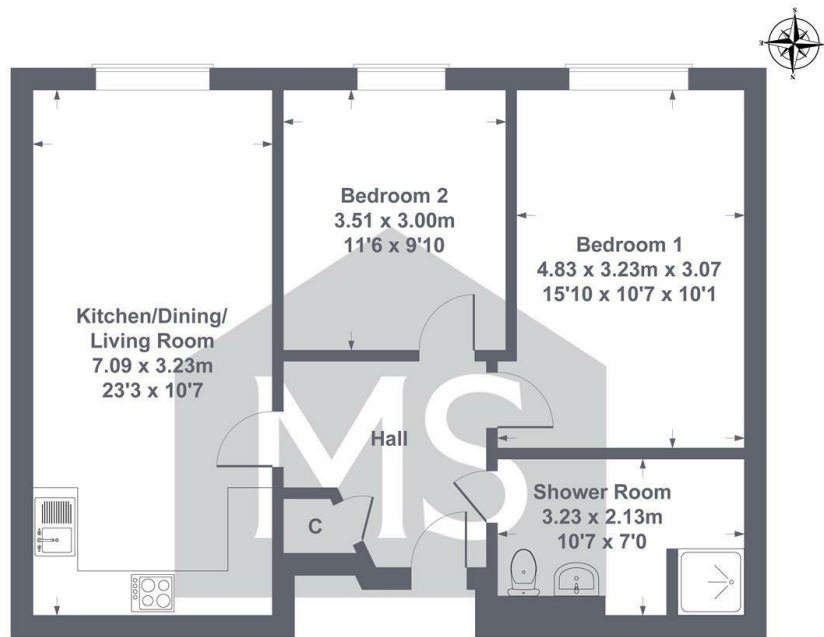 S
E
N
Bedroom 2
3.51 x 3.00m
11'6 x 9'10
Bedroom 1
4.83 x 3.23m x 3.07
15'10 x 10'7 x 10'1
Kitchen/Dining/
Living Room
7.09 x 3.23m
23'3 x 10'7
MS
Hall
Shower Room
3.23 x 2.13m
10'7 x 7'0
C